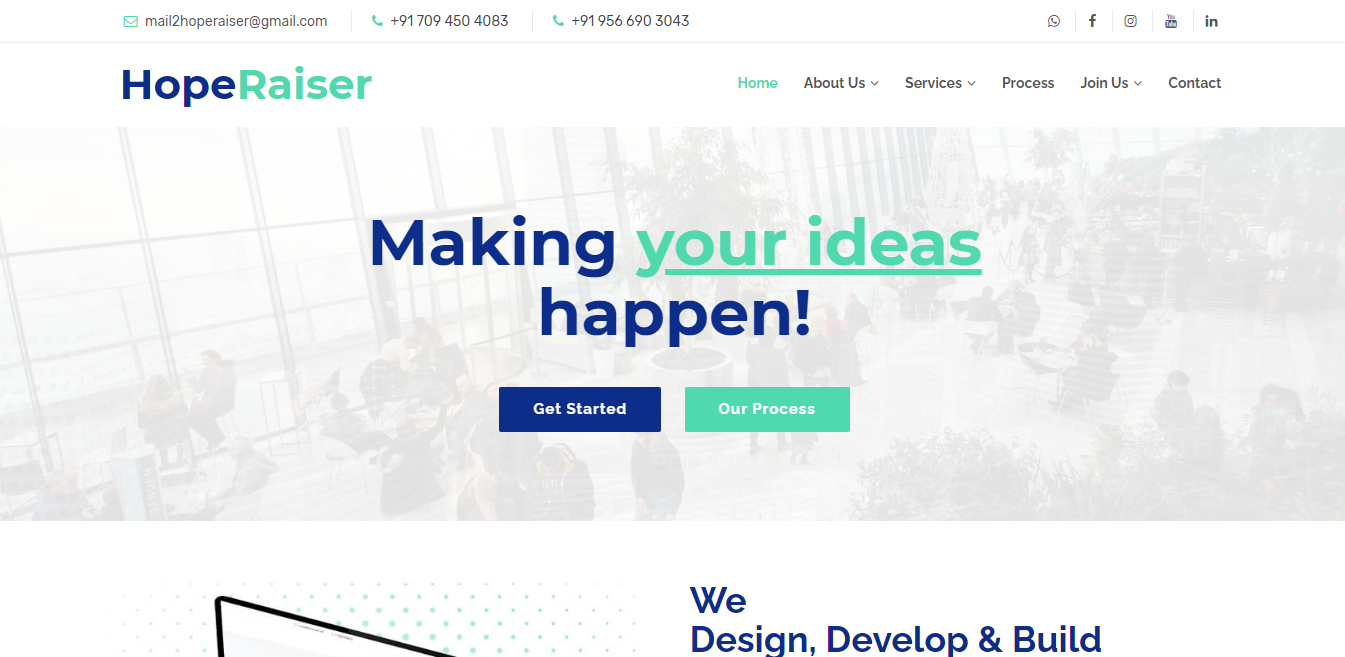 mail2hoperaiser@gmail.com
+91 709 450 4083
+91 956 690 3043
HopeRaiser
Home
About Us
Services
Process
Join Us
Contact
Making your ideas
happen!
Get Started
Our Process
We
Design, Develop & Build